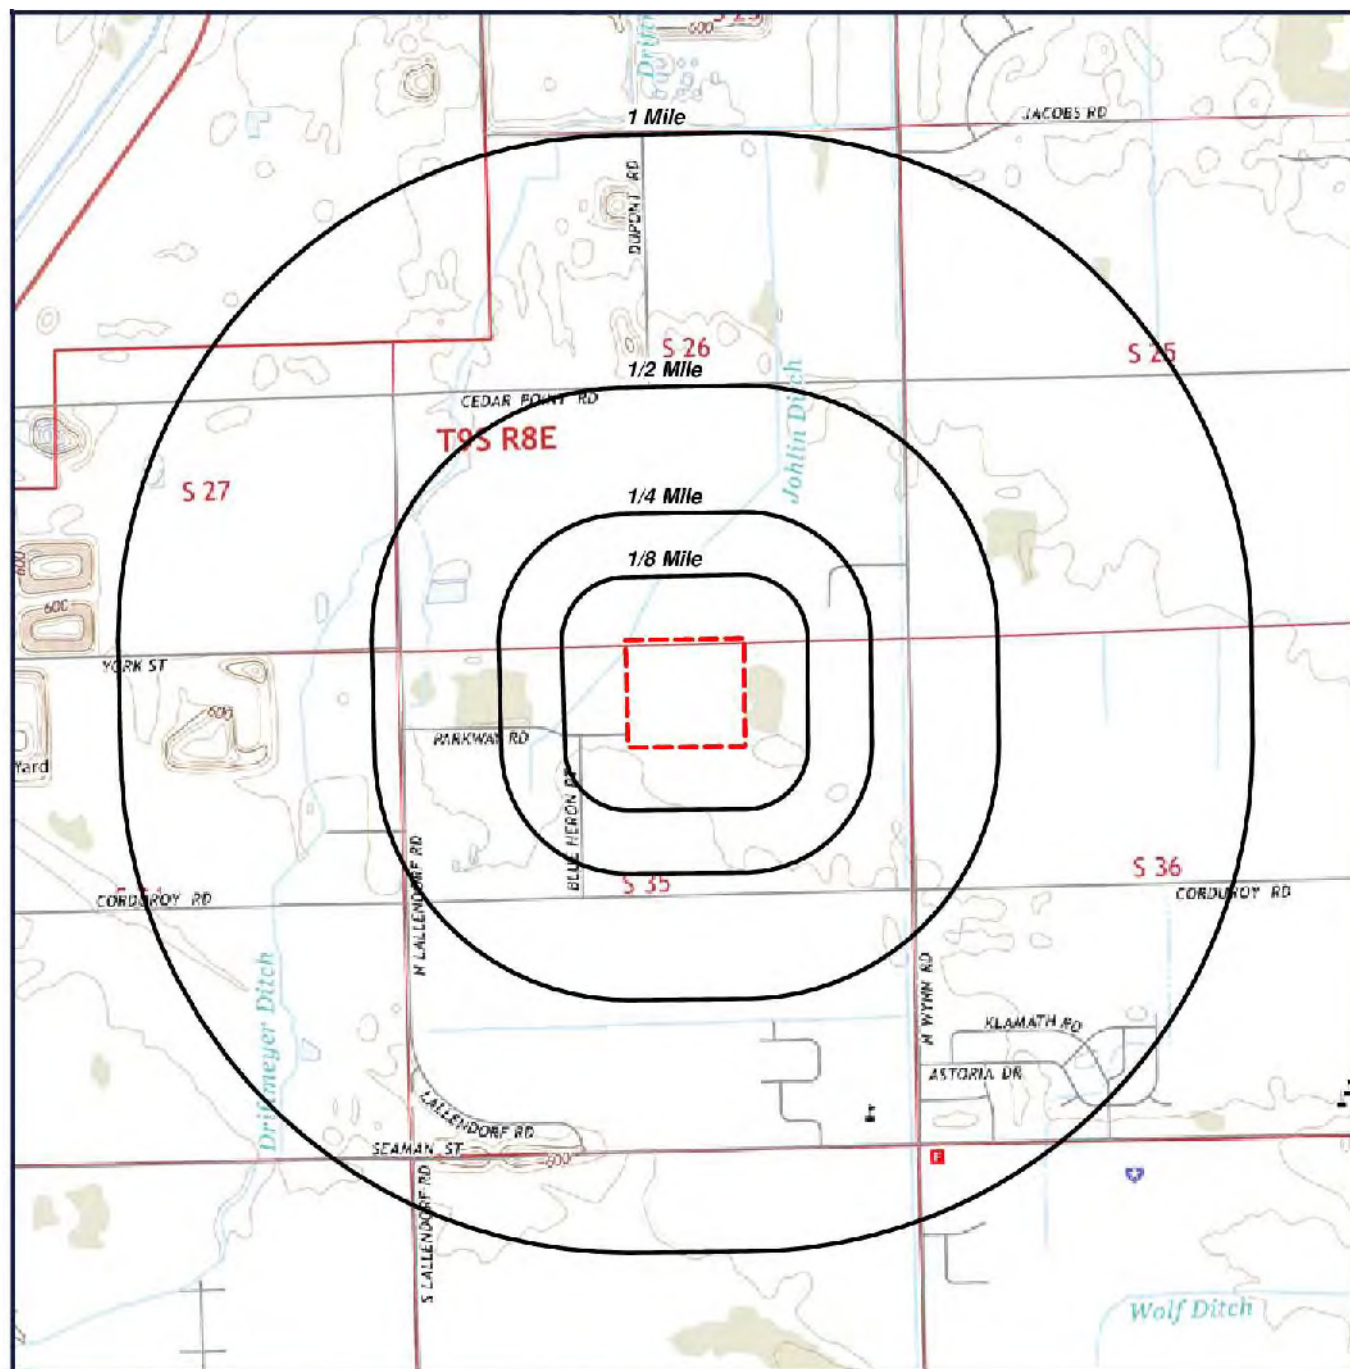 600
1 Mile
JACOBS RD
DUPONT RD
S 26
S 25
1/2 Mile
CEDAR POINT RD
T9S R8E
Johlin Ditch
S 27
1/4 Mile
1/8 Mile
600
600
YORK ST
600
PARKWAY RD
Yard
BLUE HERON DR
N LALLENDORF RD
S 35
S 36
CORDUROY RD
CORDUROY RD
Driftmeyer Ditch
N WYNN RD
KLAMATH RD
ASTORIA DR
LALLENDORF RD
SEAMAN ST
600
F
S LALLENDORF RD
Wolf Ditch